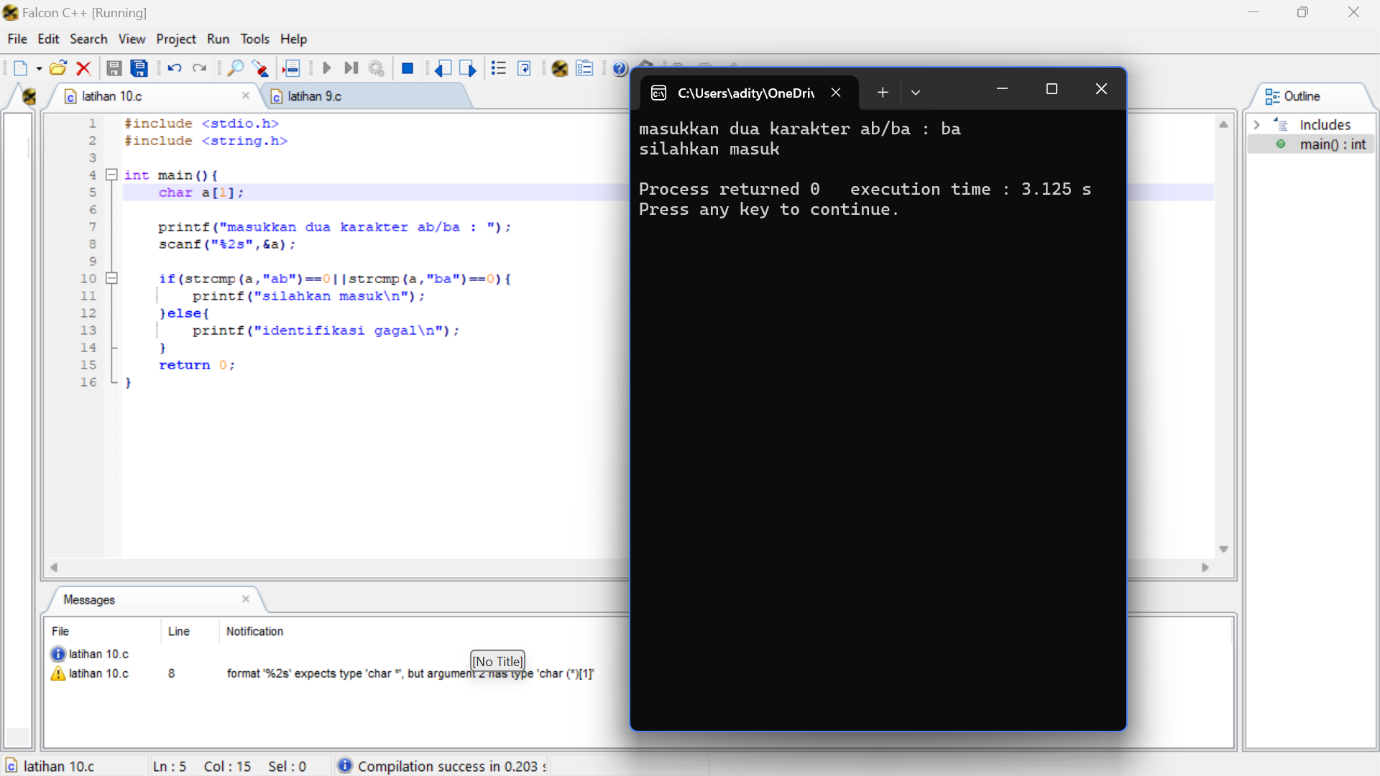 Falcon C++ [Running]
File Edit Search View Project Run Tools Help
latihan 10.c
latihan 9.c
1 #include <stdio.h>
2 #include <string.h>
3
4 int main(){
5 char a[1];
6
7 printf("masukkan dua karakter ab/ba : ");
8 scanf("%2s",&a);
9
10 if(strcmp(a,"ab")==0||strcmp(a,"ba")==0){
11 printf("silahkan masuk\n");
12 }else{
13 printf("identifikasi gagal\n");
14 }
15 return 0;
16 }
C:\Users\adity\OneDri
masukkan dua karakter ab/ba : ba
silahkan masuk
Process returned 0 execution time : 3.125 s
Press any key to continue.
Outline
Includes
main() : int
Messages
File Line Notification
latihan 10.c
[No Title]
latihan 10.c 8 format '%2s' expects type 'char *', but argument 2 has type 'char (*)[1]'
latihan 10.c Ln : 5 Col : 15 Sel : 0 Compilation success in 0.203 s